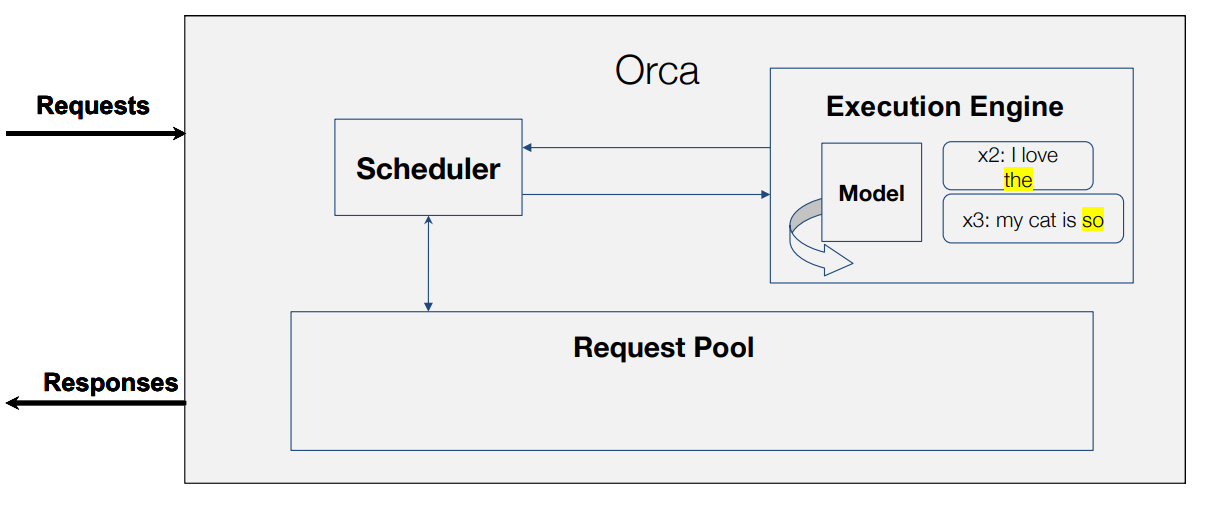 Orca
Requests
Execution Engine
Scheduler
Model
x2: I love
the
x3: my cat is so
Request Pool
Responses